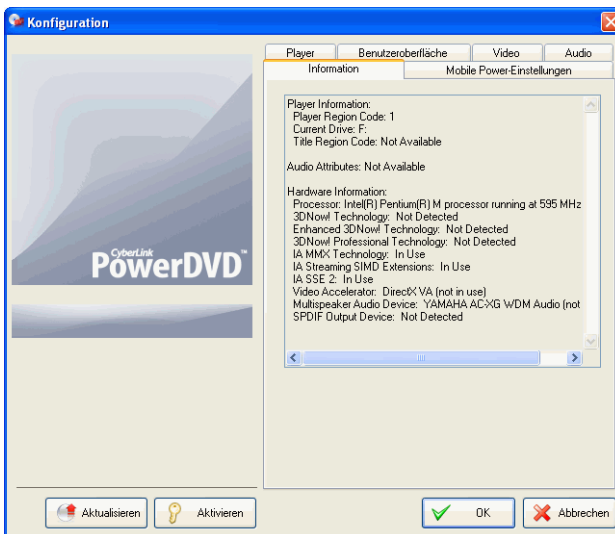 Konfiguration
Player Benutzeroberfläche Video Audio
Information Mobile Power-Einstellungen
Player Information:
Player Region Code: 1
Current Drive: F:
Title Region Code: Not Available
Audio Attributes: Not Available
Hardware Information:
Processor: Intel(R) Pentium(R) M processor running at 595 MHz
3DNow! Technology: Not Detected
Enhanced 3DNow! Technology: Not Detected
3DNow! Professional Technology: Not Detected
IA MMX Technology: In Use
IA Streaming SIMD Extensions: In Use
IA SSE 2: In Use
Video Accelerator: DirectX VA (not in use)
Multispeaker Audio Device: YAMAHA AC-XG WDM Audio (not
SPDIF Output Device: Not Detected
CyberLink
PowerDVD™
Aktualisieren Aktivieren OK Abbrechen